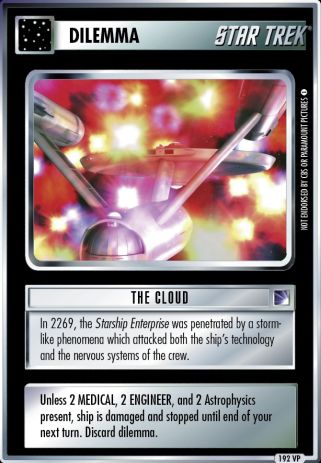 DILEMMA
STAR TREK®
NOT ENDORSED BY CBS OR PARAMOUNT PICTURES
THE CLOUD
In 2269, the Starship Enterprise was penetrated by a storm-
like phenomena which attacked both the ship's technology
and the nervous systems of the crew.
Unless 2 MEDICAL, 2 ENGINEER, and 2 Astrophysics
present, ship is damaged and stopped until end of your
next turn. Discard dilemma.
192 VP